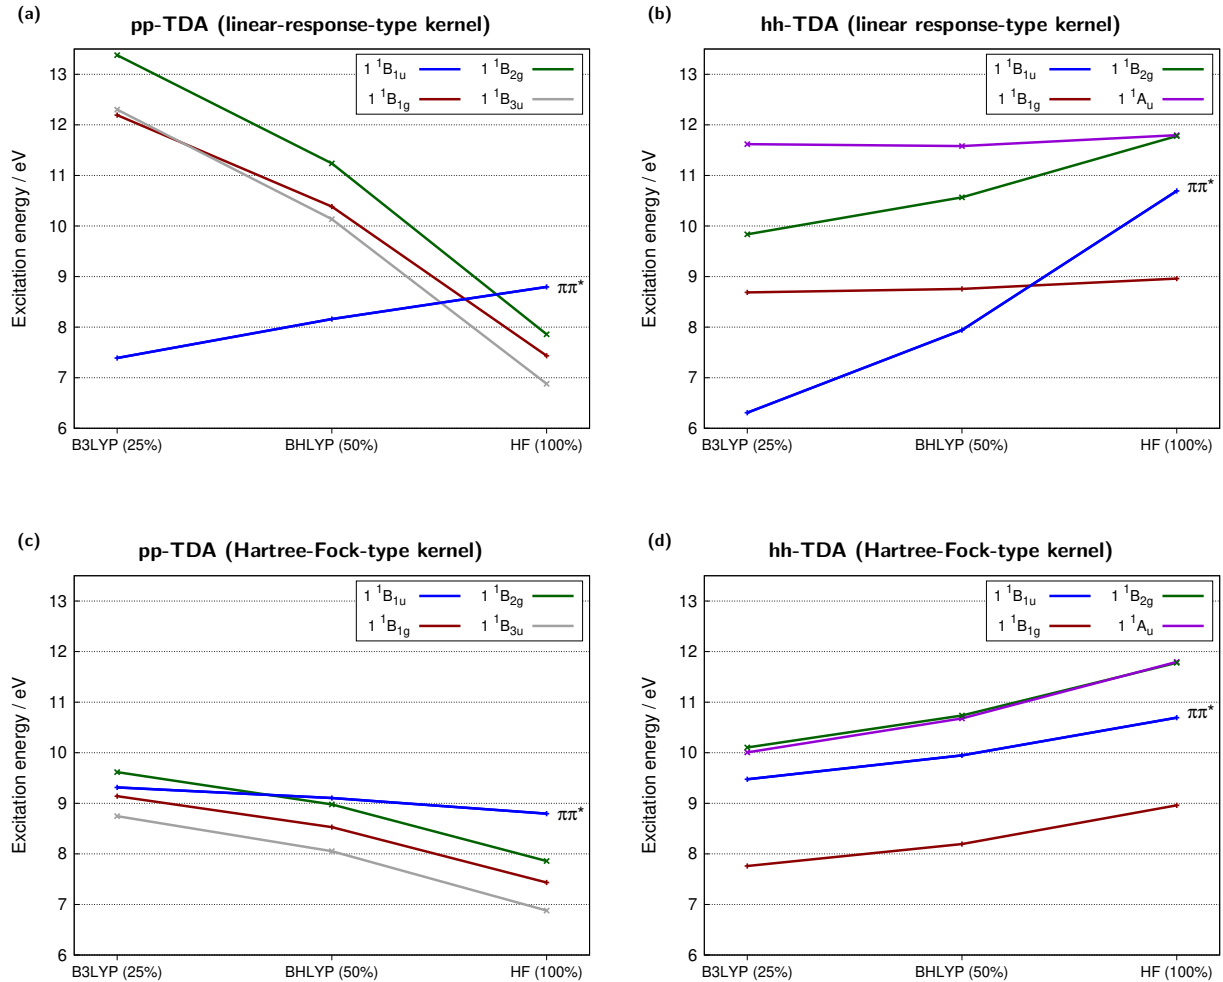 (a)
pp-TDA (linear-response-type kernel)
Excitation energy / eV
13
12
11
10
9
8
7
6
1 ¹B₁ᵤ
1 ¹B₂g
1 ¹B₁g
1 ¹B₃ᵤ
ππ*
B3LYP (25%)
BHLYP (50%)
HF (100%)
(b)
hh-TDA (linear response-type kernel)
Excitation energy / eV
13
12
11
10
9
8
7
6
1 ¹B₁ᵤ
1 ¹B₂g
1 ¹B₁g
1 ¹Aᵤ
ππ*
B3LYP (25%)
BHLYP (50%)
HF (100%)
(c)
pp-TDA (Hartree-Fock-type kernel)
Excitation energy / eV
13
12
11
10
9
8
7
6
1 ¹B₁ᵤ
1 ¹B₂g
1 ¹B₁g
1 ¹B₃ᵤ
ππ*
B3LYP (25%)
BHLYP (50%)
HF (100%)
(d)
hh-TDA (Hartree-Fock-type kernel)
Excitation energy / eV
13
12
11
10
9
8
7
6
1 ¹B₁ᵤ
1 ¹B₂g
1 ¹B₁g
1 ¹Aᵤ
ππ*
B3LYP (25%)
BHLYP (50%)
HF (100%)